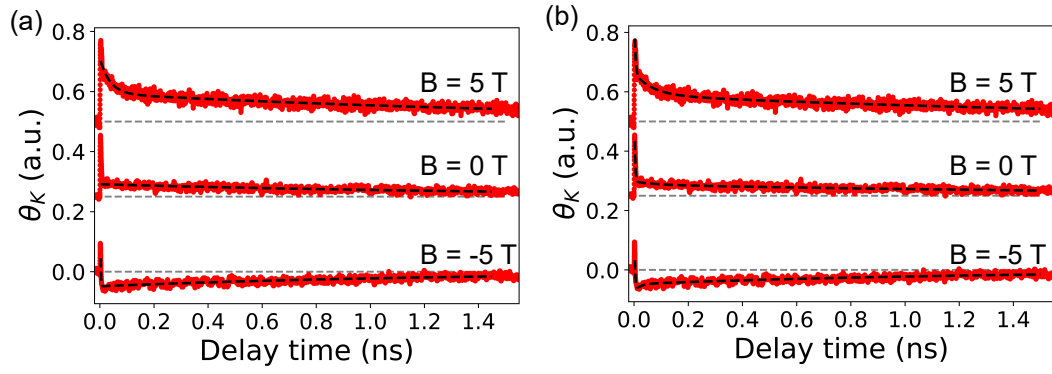 (a)
0.8
0.6
0.4
0.2
0.0
θ_K (a.u.)
B = 5 T
B = 0 T
B = -5 T
0.0 0.2 0.4 0.6 0.8 1.0 1.2 1.4
Delay time (ns)
(b)
0.8
0.6
0.4
0.2
0.0
θ_K (a.u.)
B = 5 T
B = 0 T
B = -5 T
0.0 0.2 0.4 0.6 0.8 1.0 1.2 1.4
Delay time (ns)